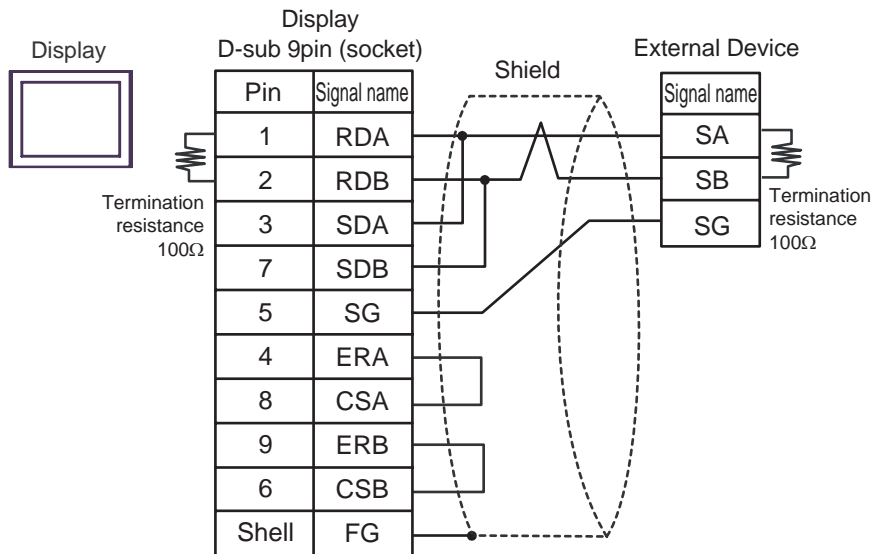 Display
Display
D-sub 9pin (socket)
Shield
External Device
Pin Signal name
1 RDA
2 RDB
3 SDA
7 SDB
5 SG
4 ERA
8 CSA
9 ERB
6 CSB
Shell FG
Termination
resistance
100Ω
Signal name
SA
SB
SG
Termination
resistance
100Ω